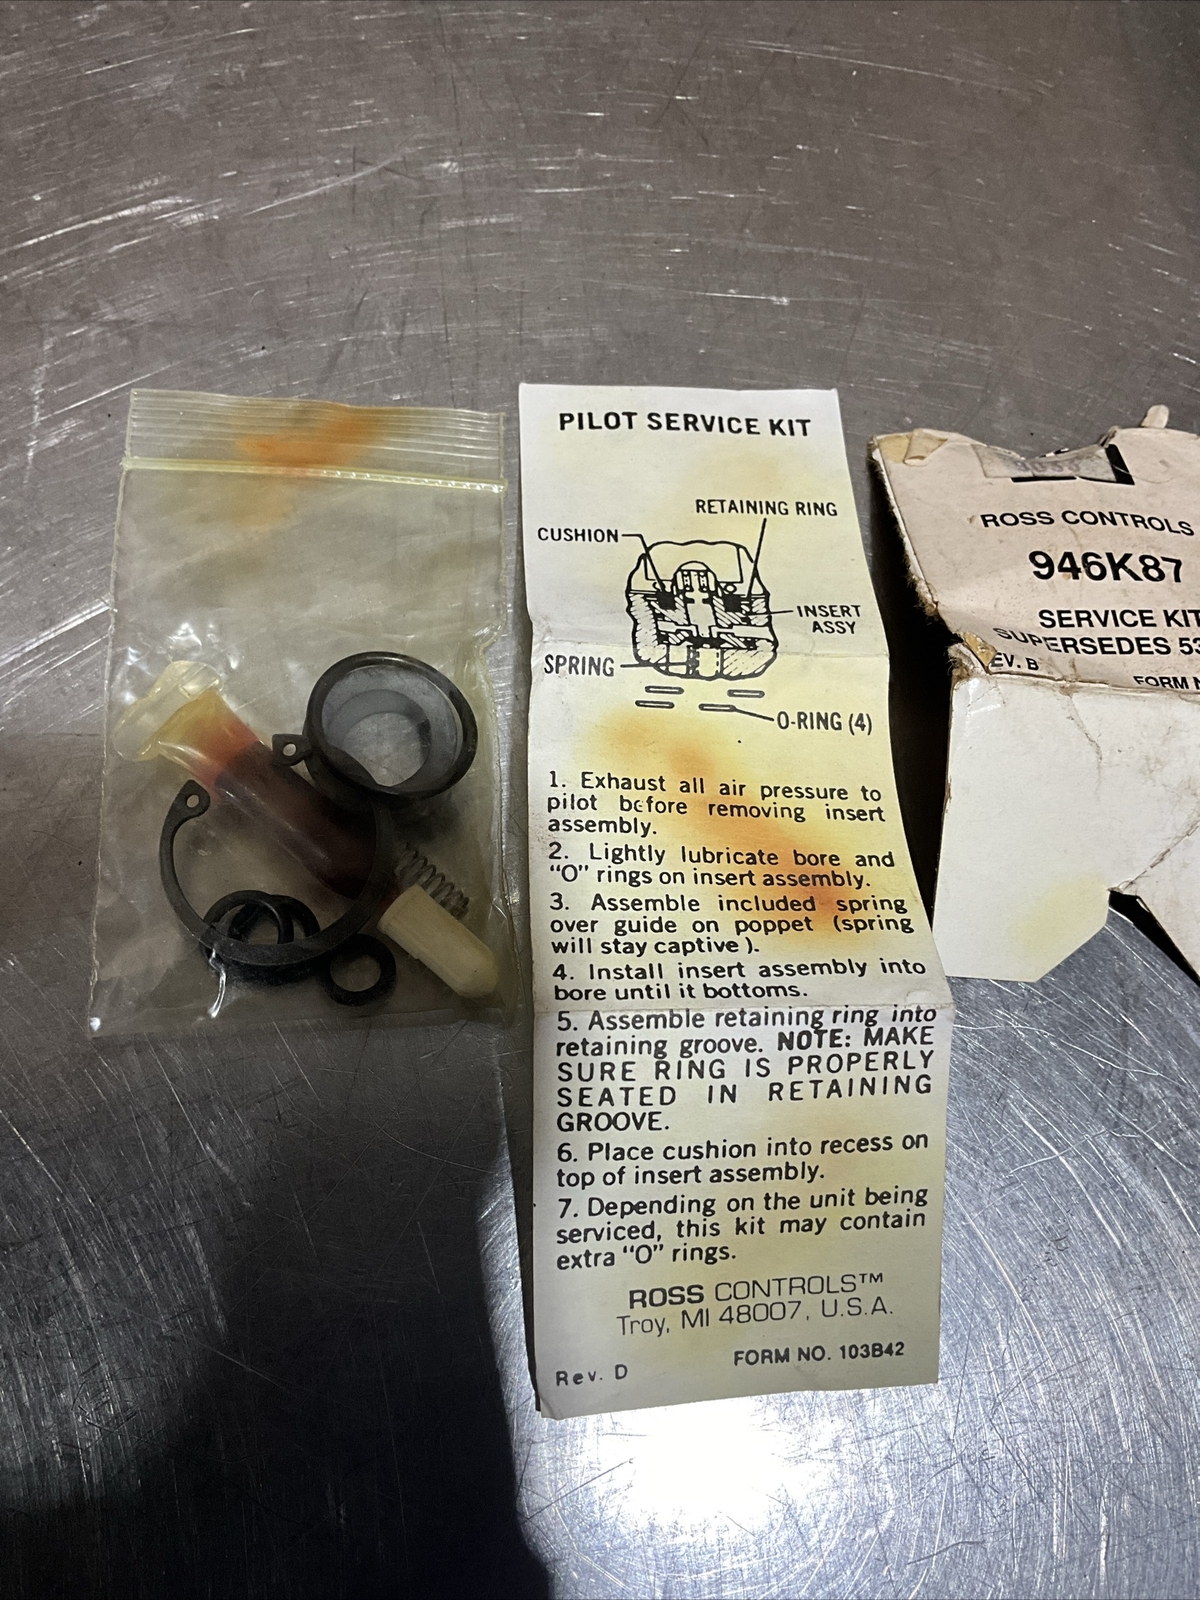 PILOT SERVICE KIT
RETAINING RING
CUSHION
INSERT
ASSY
SPRING
O-RING (4)
1. Exhaust all air pressure to
pilot before removing insert
assembly.
2. Lightly lubricate bore and
"O" rings on insert assembly.
3. Assemble included spring
over guide on poppet (spring
will stay captive ).
4. Install insert assembly into
bore until it bottoms.
5. Assemble retaining ring into
retaining groove. NOTE: MAKE
SURE RING IS PROPERLY
SEATED IN RETAINING
GROOVE.
6. Place cushion into recess on
top of insert assembly.
7. Depending on the unit being
serviced, this kit may contain
extra "O" rings.
ROSS CONTROLS™
Troy, MI 48007, U.S.A.
FORM NO. 103B42
Rev. D
ROSS CONTROLS
946K87
SERVICE KIT
SUPERSEDES 53
EV. B
FORM N